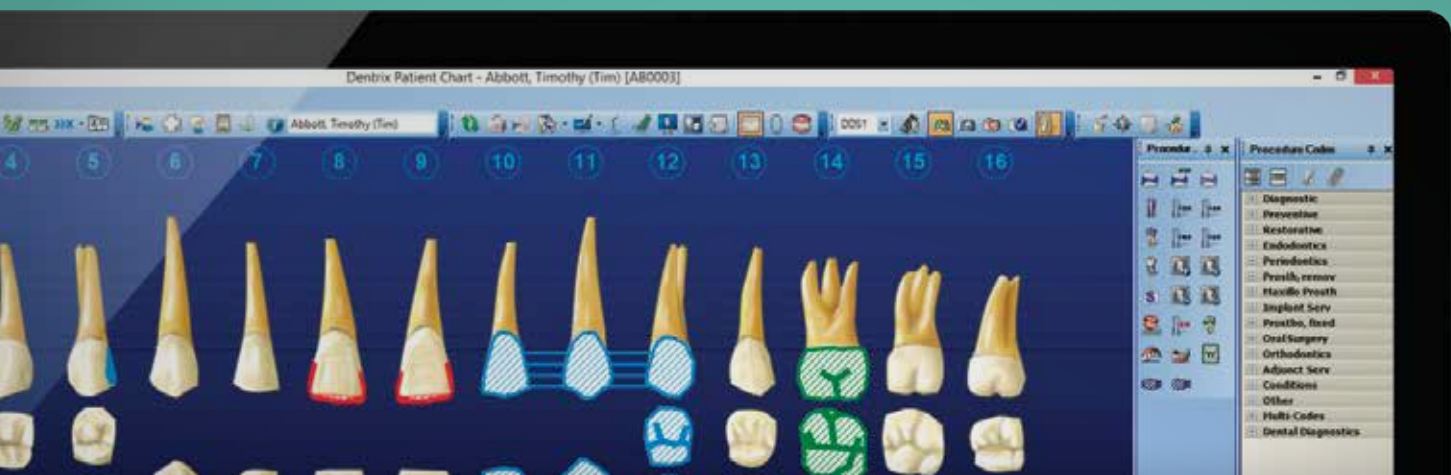 Dentrix Patient Chart - Abbott, Timothy (Tim) [AB0003]
Abbott, Timothy (Tim)
DDS1
4 5 6 7 8 9 10 11 12 13 14 15 16
Procedur..
Procedure Codes
Diagnostic
Preventive
Restorative
Endodontics
Periodontics
Prosth, remov
Maxillo Prosth
Implant Serv
Prostho, fixed
Oral Surgery
Orthodontics
Adjunct Serv
Conditions
Other
Multi-Codes
Dental Diagnostics